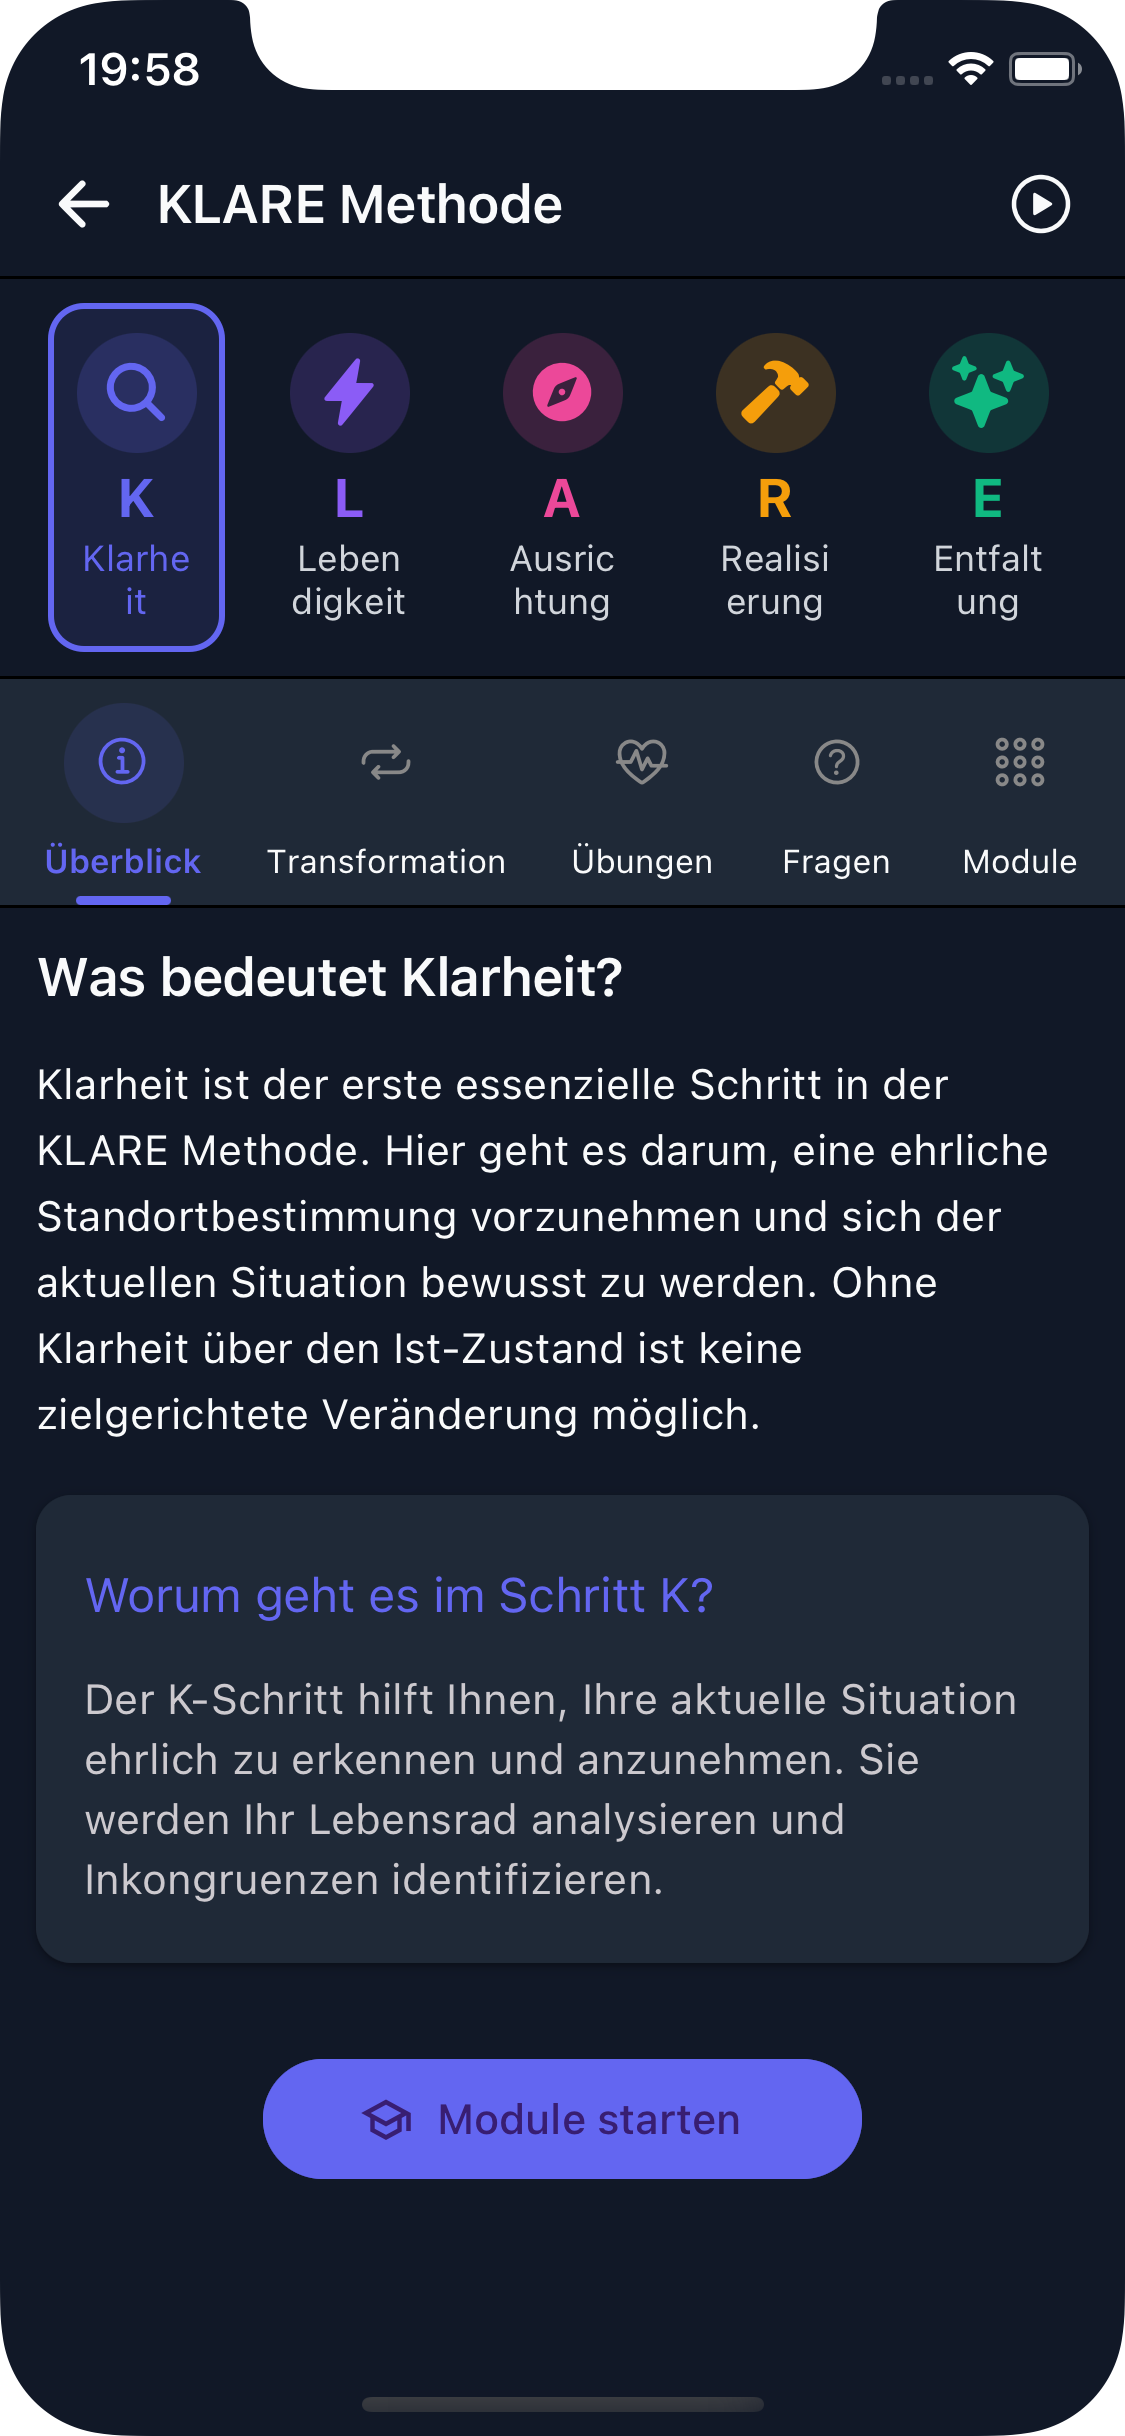 19:58
KLARE Methode
K
Klarhe
it
L
Leben
digkeit
A
Ausric
htung
R
Realisi
erung
E
Entfalt
ung
Überblick
Transformation
Übungen
Fragen
Module
Was bedeutet Klarheit?
Klarheit ist der erste essenzielle Schritt in der
KLARE Methode. Hier geht es darum, eine ehrliche
Standortbestimmung vorzunehmen und sich der
aktuellen Situation bewusst zu werden. Ohne
Klarheit über den Ist-Zustand ist keine
zielgerichtete Veränderung möglich.
Worum geht es im Schritt K?
Der K-Schritt hilft Ihnen, Ihre aktuelle Situation
ehrlich zu erkennen und anzunehmen. Sie
werden Ihr Lebensrad analysieren und
Inkongruenzen identifizieren.
Module starten